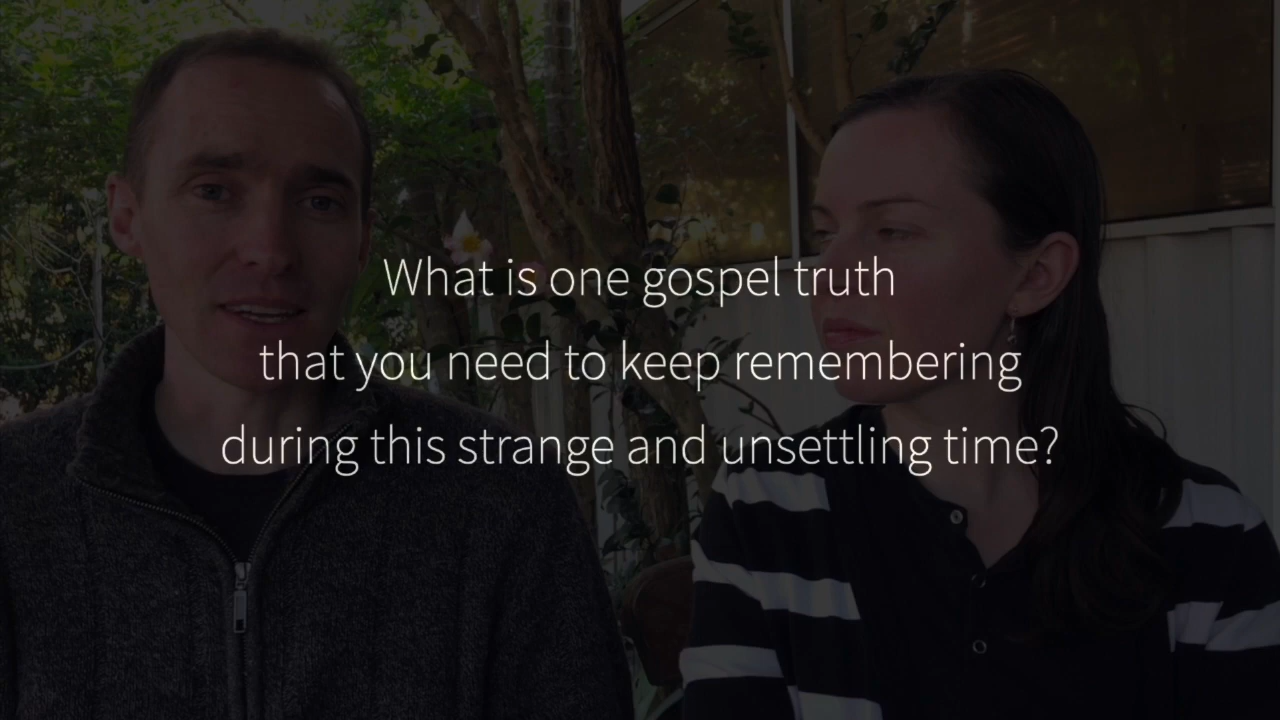 What is one gospel truth
that you need to keep remembering
during this strange and unsettling time?